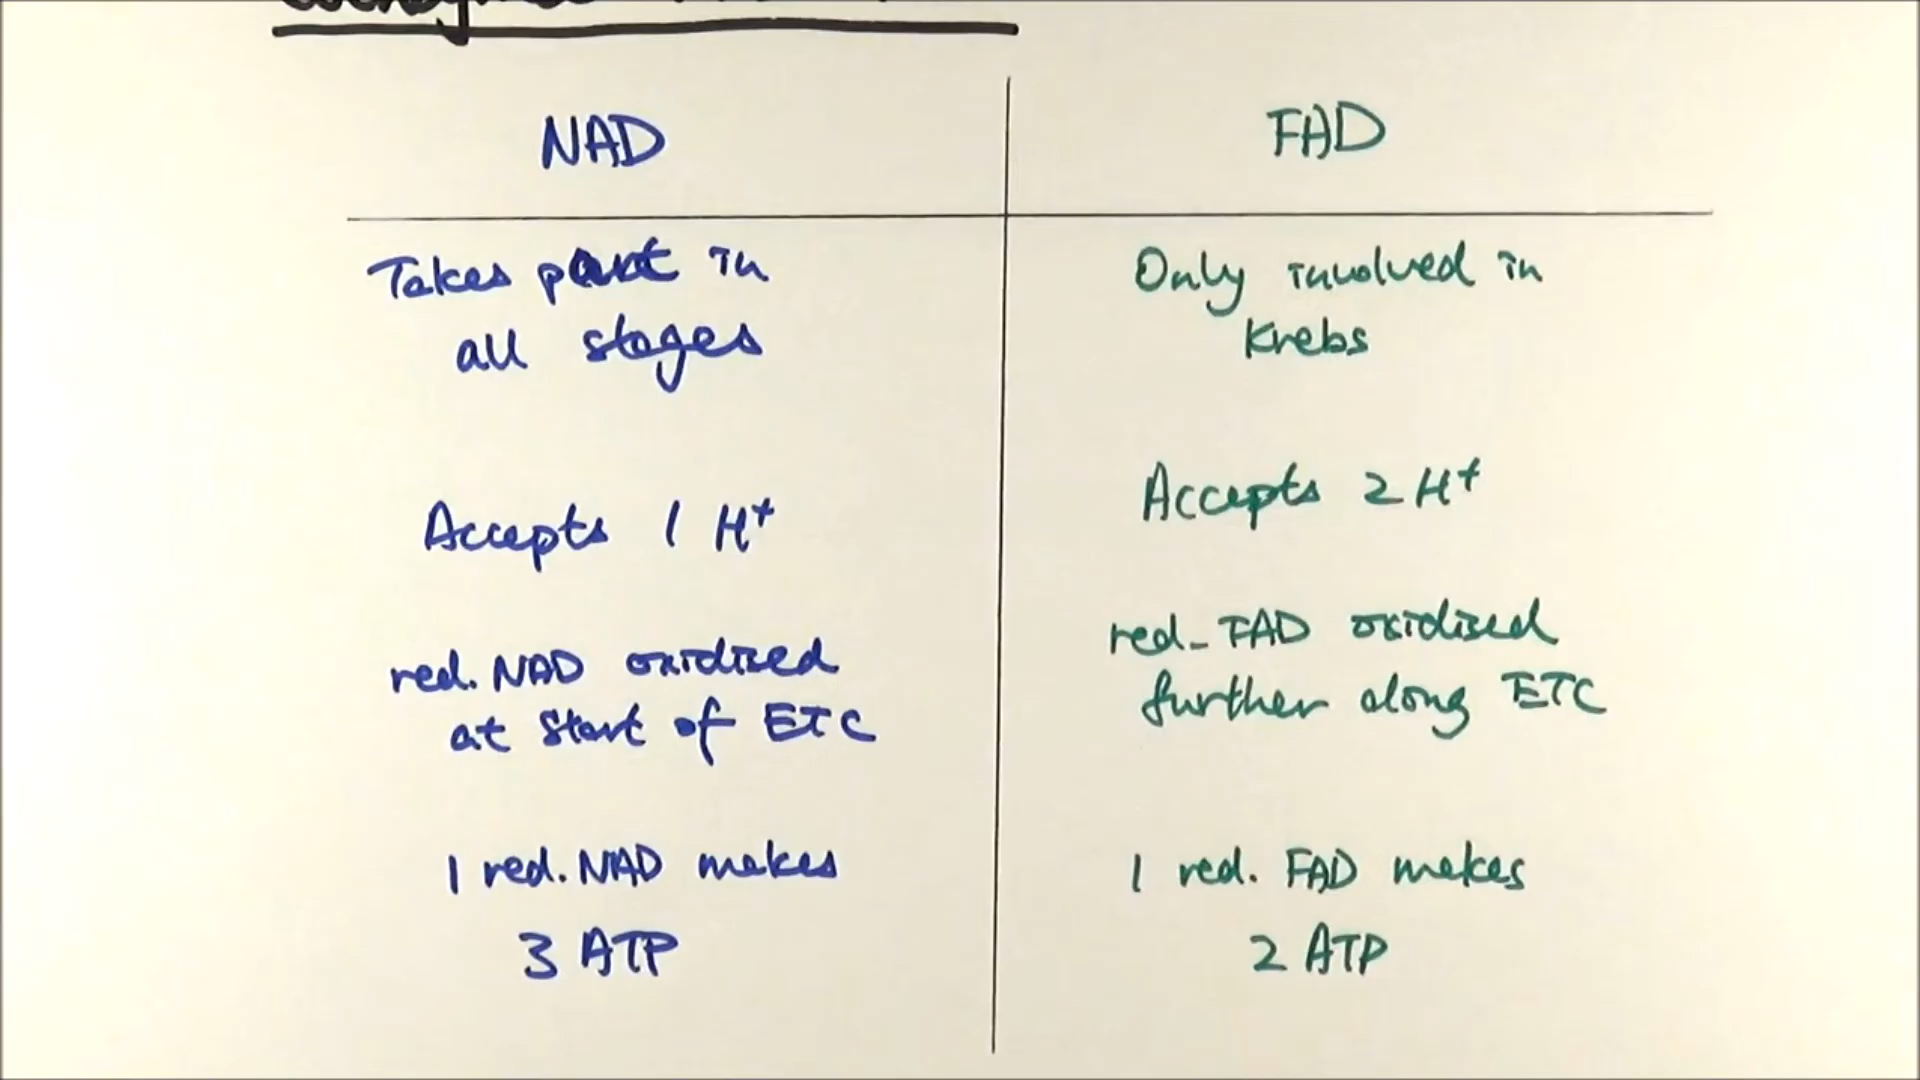 NAD
FAD
Takes part in
all stages
Only involved in
Krebs
Accepts 1 H+
Accepts 2 H+
red. NAD oxidised
at start of ETC
red. FAD oxidised
further along ETC
1 red. NAD makes
3 ATP
1 red. FAD makes
2 ATP